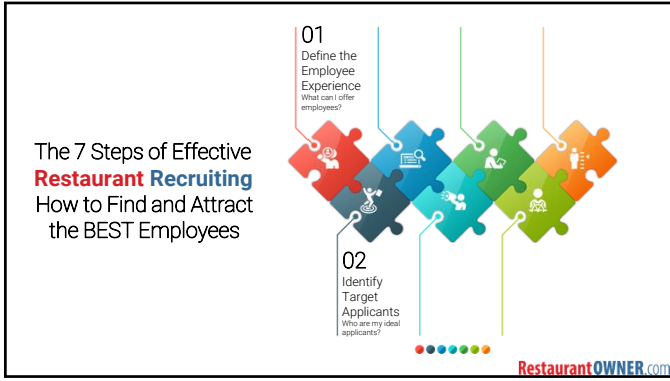 The 7 Steps of Effective
Restaurant Recruiting
How to Find and Attract
the BEST Employees
01
Define the
Employee
Experience
What can I offer
employees?
02
Identify
Target
Applicants
Who are my ideal
applicants?
RestaurantOWNER.com